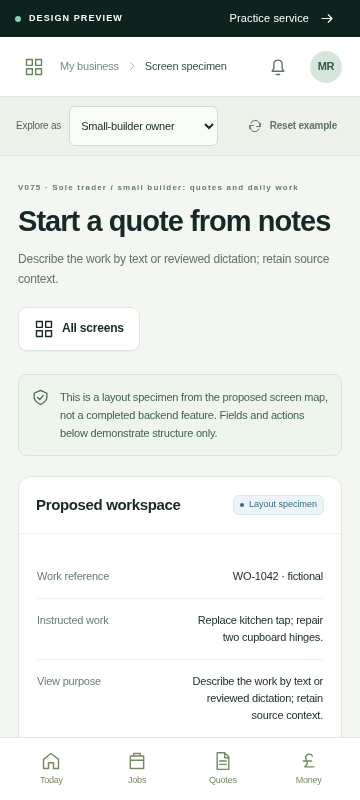 DESIGN PREVIEW
Practice service
My business
Screen specimen
MR
Explore as
Small-builder owner
Reset example
V075 · Sole trader / small builder: quotes and daily work
Start a quote from notes
Describe the work by text or reviewed dictation; retain source
context.
All screens
This is a layout specimen from the proposed screen map,
not a completed backend feature. Fields and actions
below demonstrate structure only.
Proposed workspace
Layout specimen
Work reference
WO-1042 · fictional
Instructed work
Replace kitchen tap; repair
two cupboard hinges.
View purpose
Describe the work by text or
reviewed dictation; retain
source context.
Today
Jobs
Quotes
Money